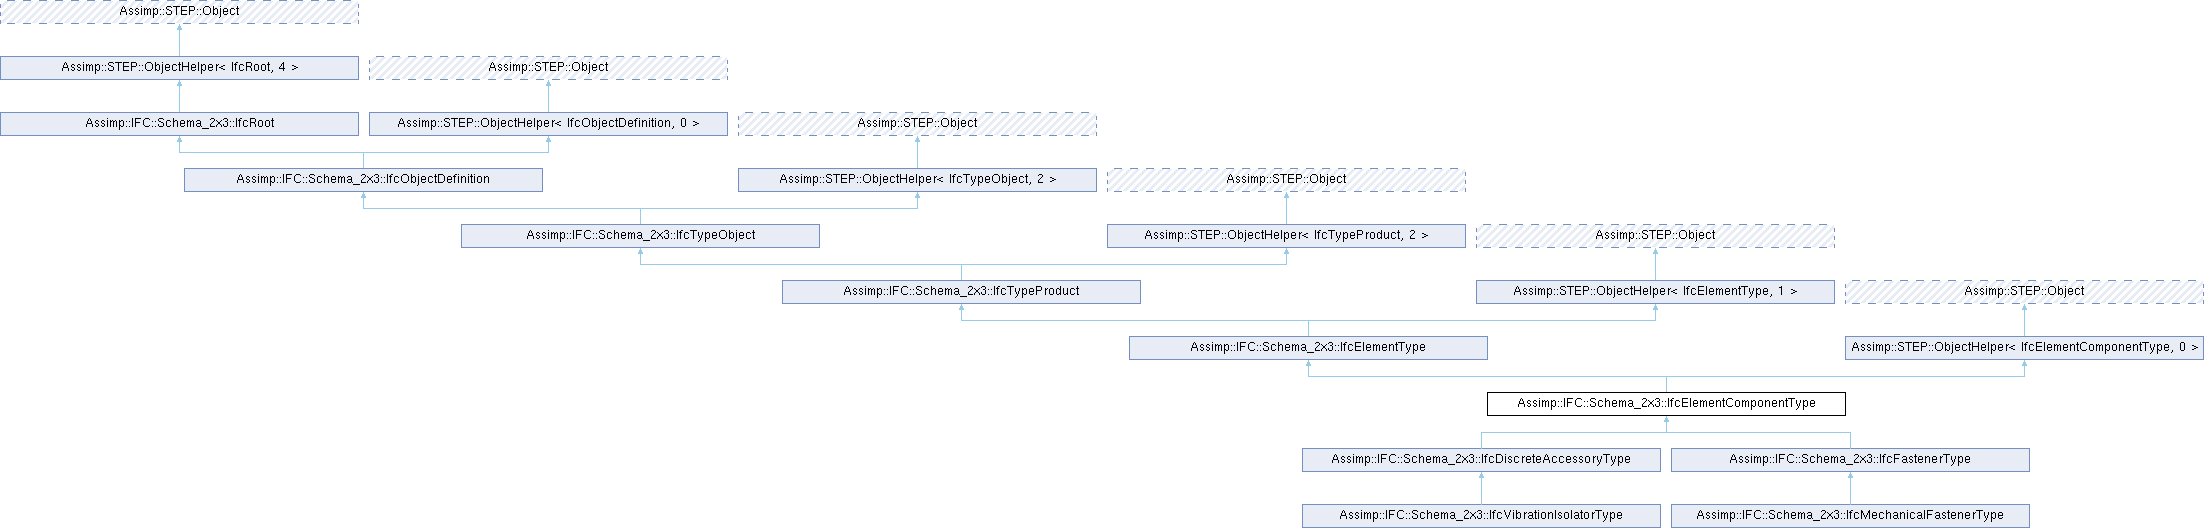 Assimp::STEP::Object
Assimp::STEP::ObjectHelper< IfcRoot, 4 >
Assimp::STEP::Object
Assimp::IFC::Schema_2x3::IfcRoot
Assimp::STEP::ObjectHelper< IfcObjectDefinition, 0 >
Assimp::STEP::Object
Assimp::IFC::Schema_2x3::IfcObjectDefinition
Assimp::STEP::ObjectHelper< IfcTypeObject, 2 >
Assimp::STEP::Object
Assimp::IFC::Schema_2x3::IfcTypeObject
Assimp::STEP::ObjectHelper< IfcTypeProduct, 2 >
Assimp::STEP::Object
Assimp::IFC::Schema_2x3::IfcTypeProduct
Assimp::STEP::ObjectHelper< IfcElementType, 1 >
Assimp::STEP::Object
Assimp::IFC::Schema_2x3::IfcElementType
Assimp::STEP::ObjectHelper< IfcElementComponentType, 0 >
Assimp::IFC::Schema_2x3::IfcElementComponentType
Assimp::IFC::Schema_2x3::IfcDiscreteAccessoryType
Assimp::IFC::Schema_2x3::IfcFastenerType
Assimp::IFC::Schema_2x3::IfcVibrationIsolatorType
Assimp::IFC::Schema_2x3::IfcMechanicalFastenerType